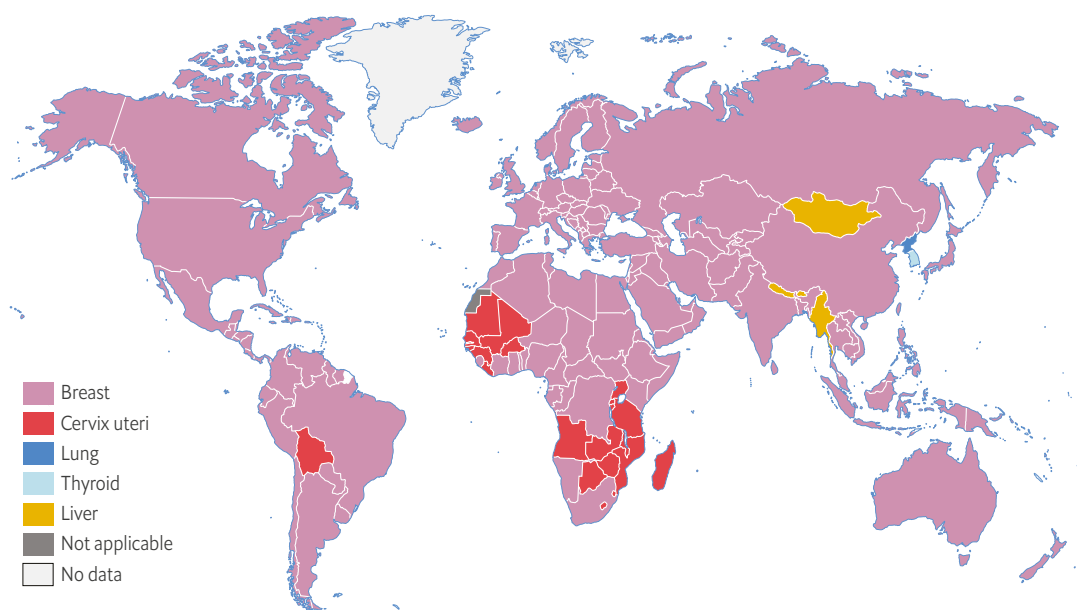 Breast
Cervix uteri
Lung
Thyroid
Liver
Not applicable
No data